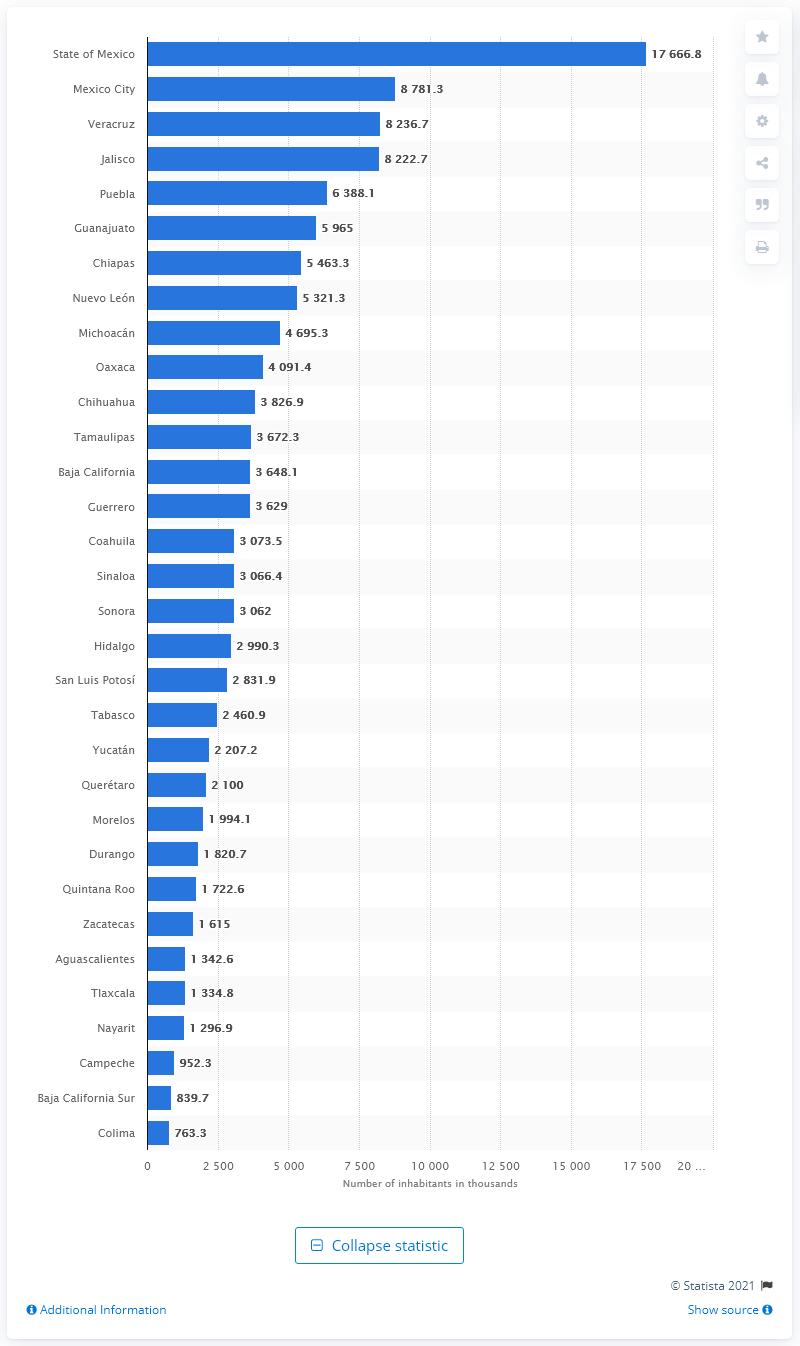 State of Mexico 17 666.8
Mexico City 8 781.3
Veracruz 8 236.7
Jalisco 8 222.7
Puebla 6 388.1
Guanajuato 5 965
Chiapas 5 463.3
Nuevo León 5 321.3
Michoacán 4 695.3
Oaxaca 4 091.4
Chihuahua 3 826.9
Tamaulipas 3 672.3
Baja California 3 648.1
Guerrero 3 629
Coahuila 3 073.5
Sinaloa 3 066.4
Sonora 3 062
Hidalgo 2 990.3
San Luis Potosí 2 831.9
Tabasco 2 460.9
Yucatán 2 207.2
Querétaro 2 100
Morelos 1 994.1
Durango 1 820.7
Quintana Roo 1 722.6
Zacatecas 1 615
Aguascalientes 1 342.6
Tlaxcala 1 334.8
Nayarit 1 296.9
Campeche 952.3
Baja California Sur 839.7
Colima 763.3
0 2 500 5 000 7 500 10 000 12 500 15 000 17 500 20 ...
Number of inhabitants in thousands
Collapse statistic
© Statista 2021
Additional Information Show source